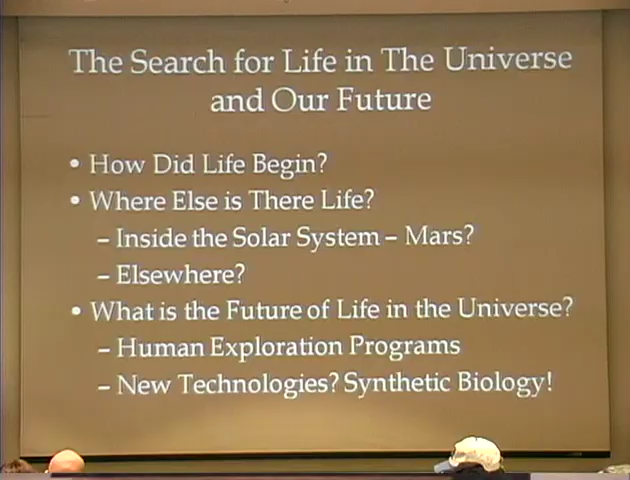 The Search for Life in The Universe
and Our Future
• How Did Life Begin?
• Where Else is There Life?
– Inside the Solar System – Mars?
– Elsewhere?
• What is the Future of Life in the Universe?
– Human Exploration Programs
– New Technologies? Synthetic Biology!